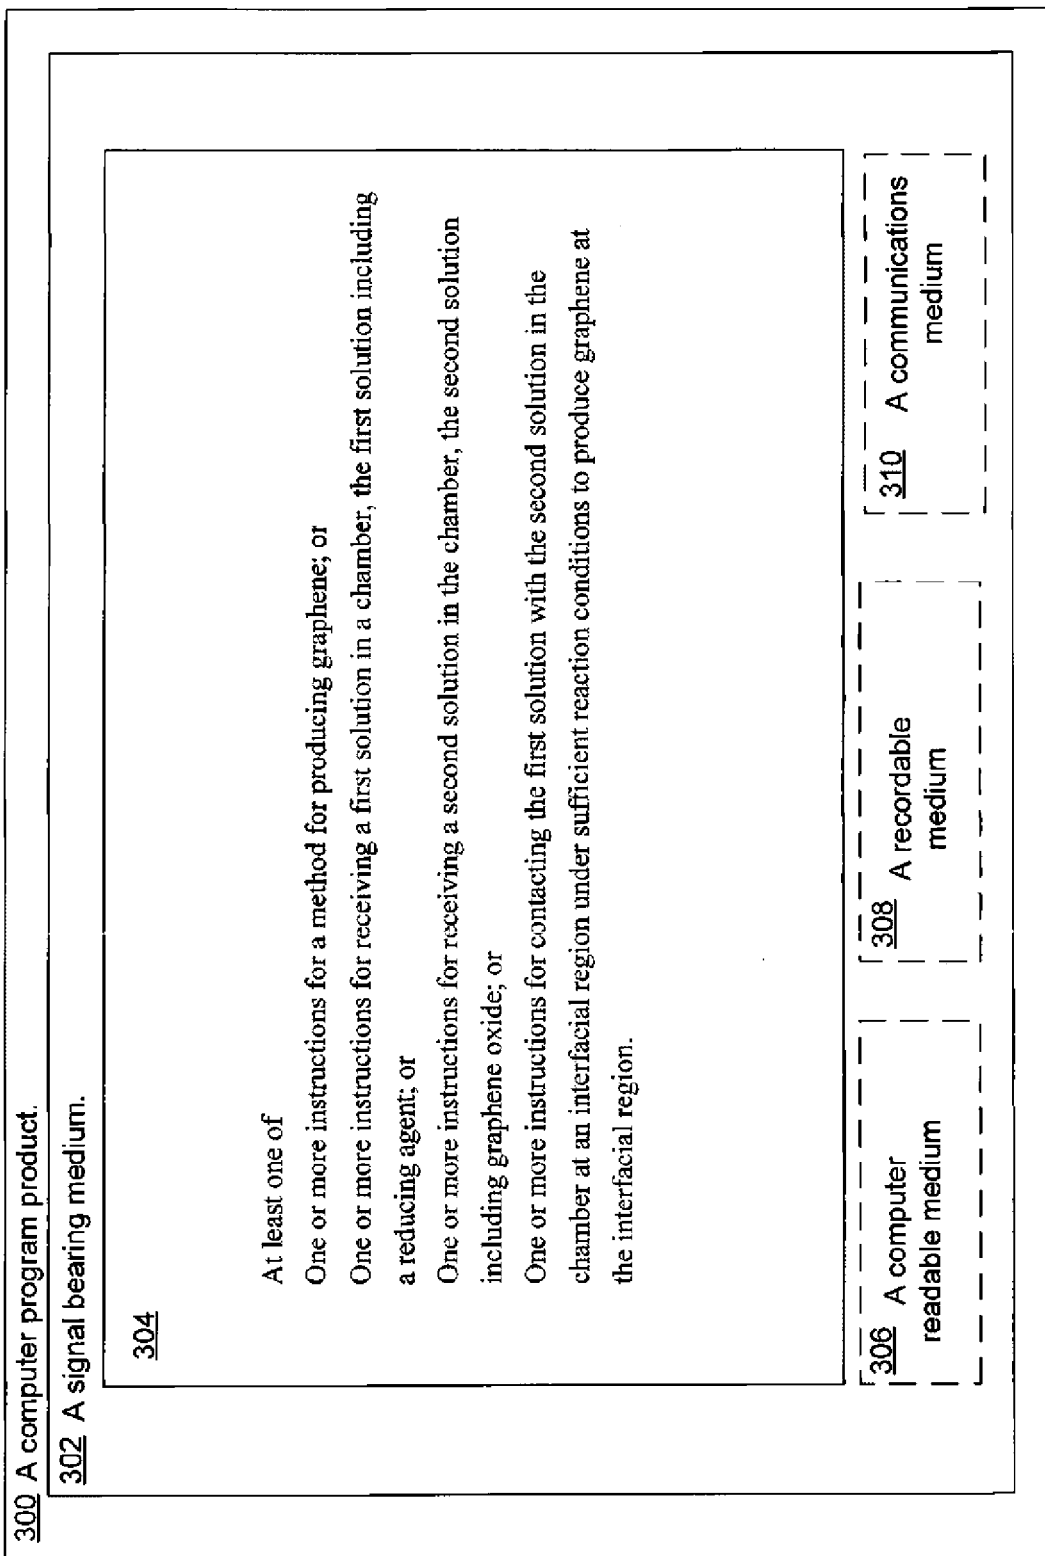 300 A computer program product.
302 A signal bearing medium.
304
At least one of
One or more instructions for a method for producing graphene; or
One or more instructions for receiving a first solution in a chamber, the first solution including
a reducing agent; or
One or more instructions for receiving a second solution in the chamber, the second solution
including graphene oxide; or
One or more instructions for contacting the first solution with the second solution in the
chamber at an interfacial region under sufficient reaction conditions to produce graphene at
the interfacial region.
306 A computer
readable medium
308 A recordable
medium
310 A communications
medium